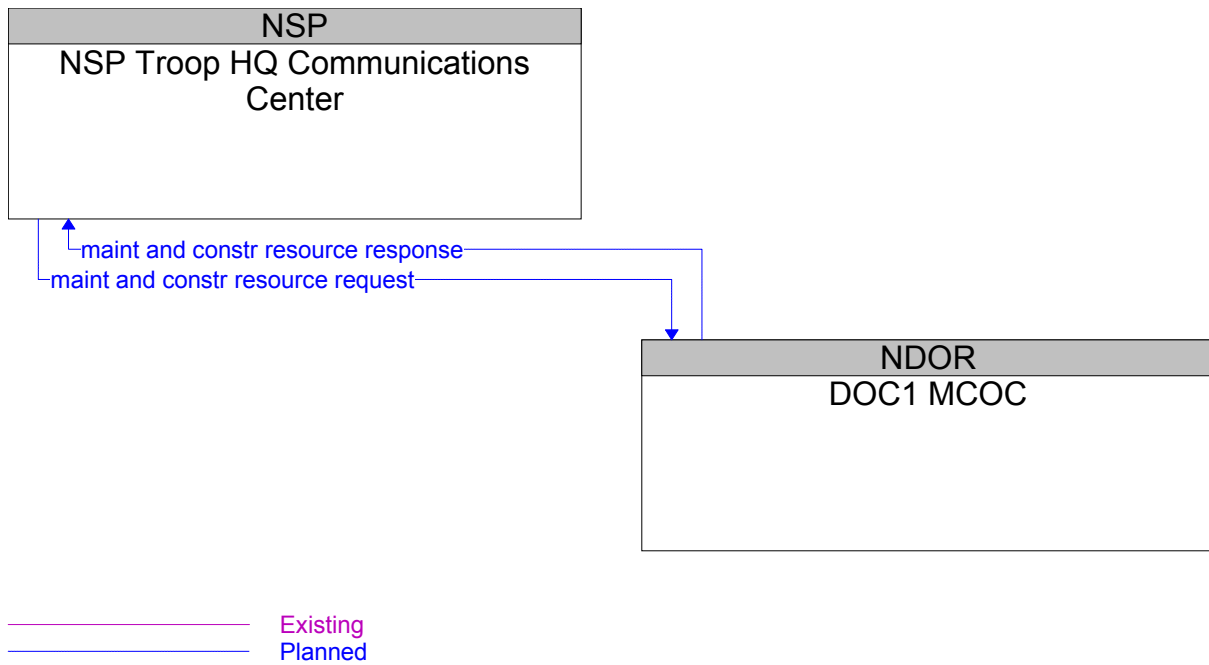 NSP
NSP Troop HQ Communications
Center
maint and constr resource response
maint and constr resource request
NDOR
DOC1 MCOC
Existing
Planned